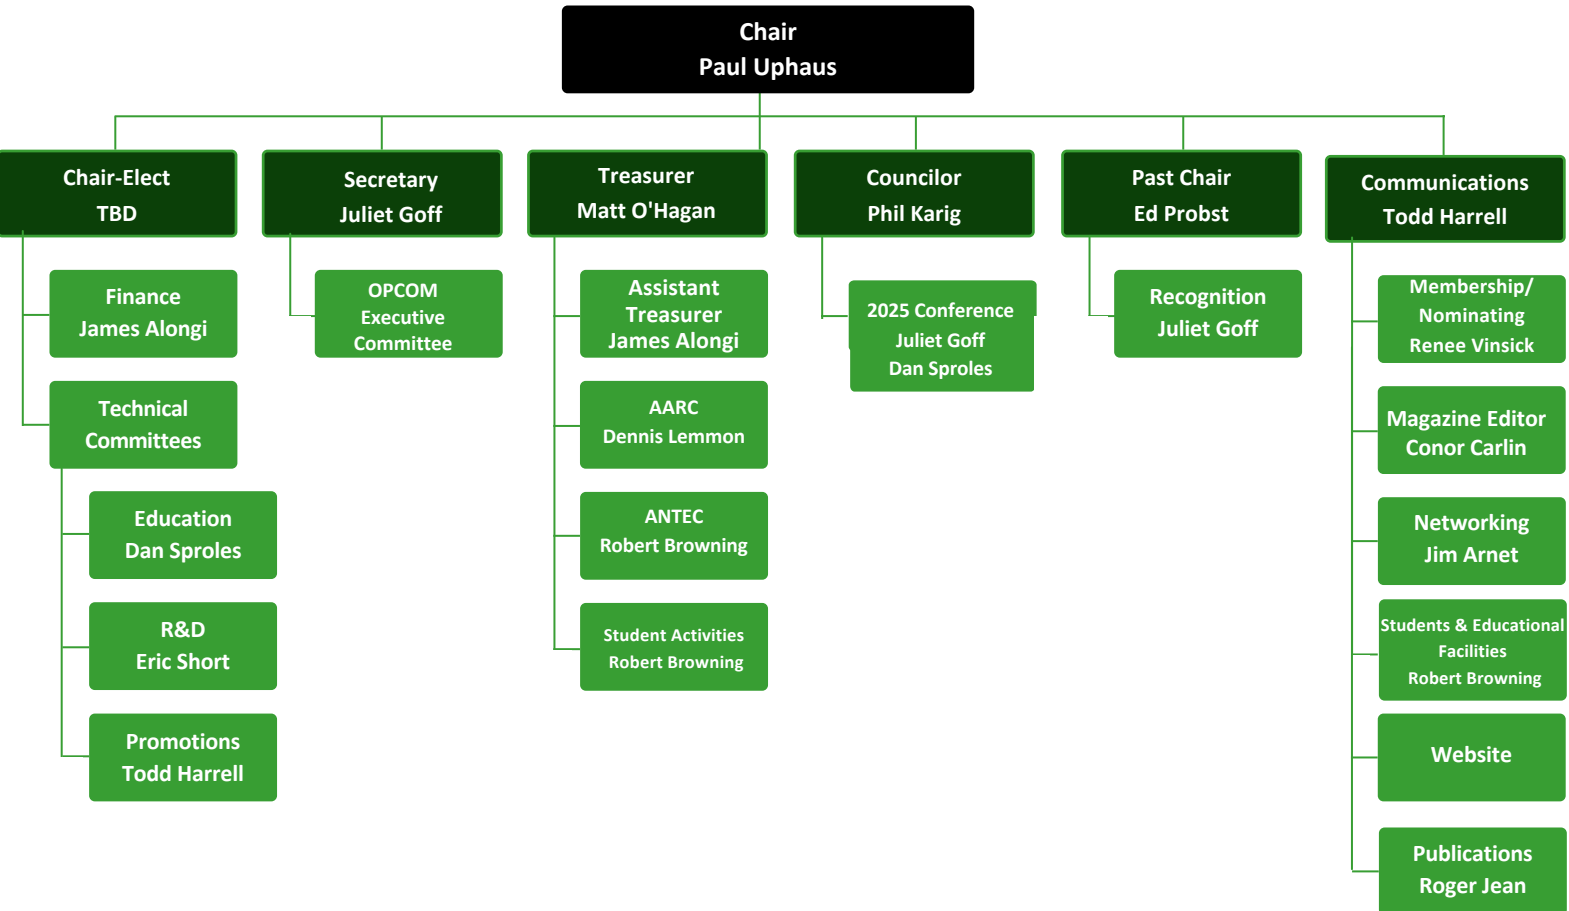 Chair
Paul Uphaus
Chair-Elect
TBD
Finance
James Alongi
Technical
Committees
Education
Dan Sproles
R&D
Eric Short
Promotions
Todd Harrell
Secretary
Juliet Goff
OPCOM
Executive
Committee
Treasurer
Matt O'Hagan
Assistant
Treasurer
James Alongi
AARC
Dennis Lemmon
ANTEC
Robert Browning
Student Activities
Robert Browning
Councilor
Phil Karig
2025 Conference
Juliet Goff
Dan Sproles
Past Chair
Ed Probst
Recognition
Juliet Goff
Communications
Todd Harrell
Membership/
Nominating
Renee Vinsick
Magazine Editor
Conor Carlin
Networking
Jim Arnet
Students & Educational
Facilities
Robert Browning
Website
Publications
Roger Jean